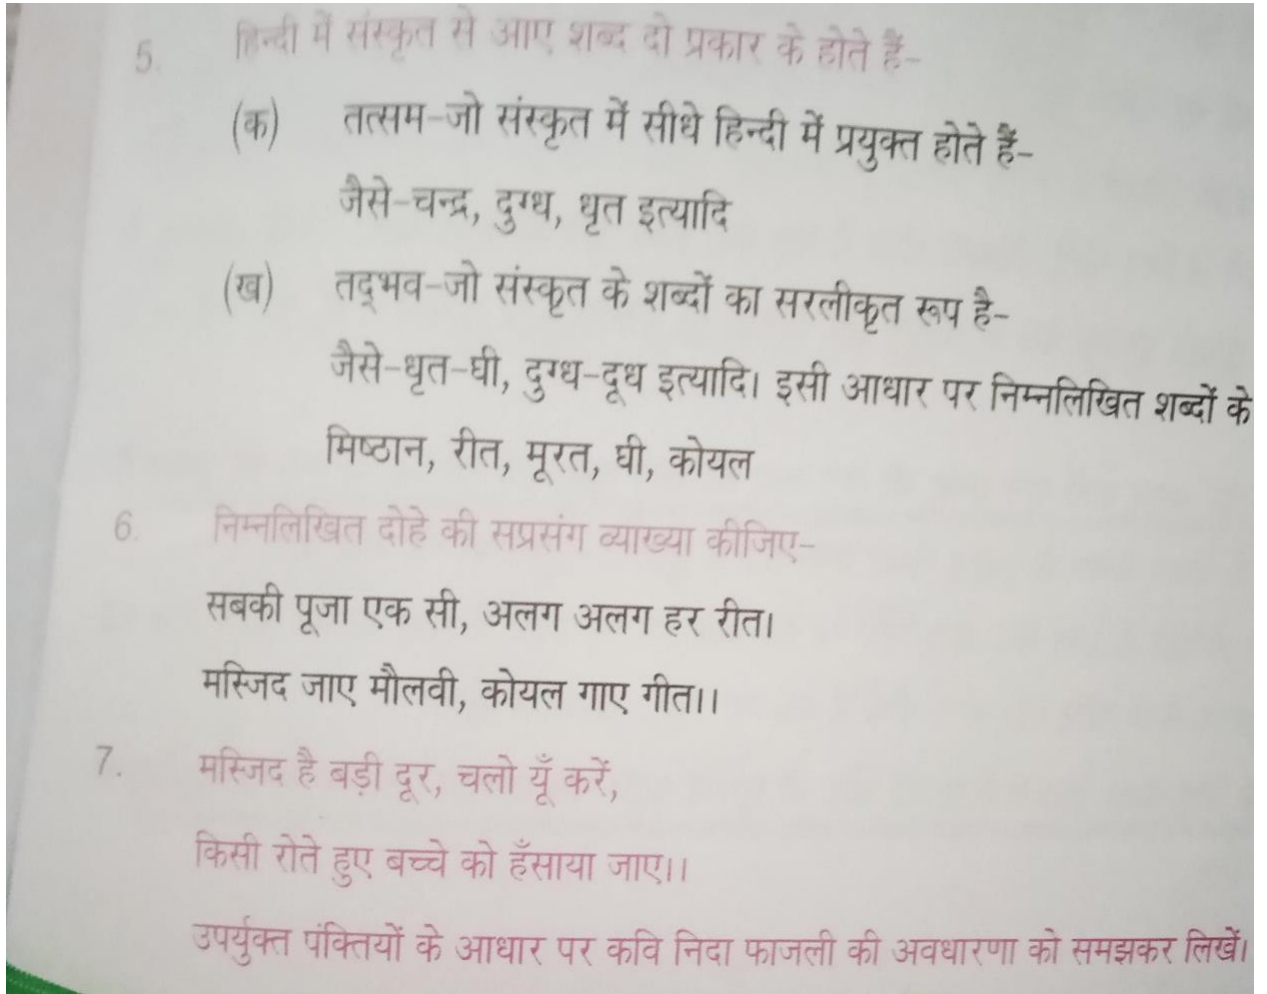 5. हिन्दी में संस्कृत से आए शब्द दो प्रकार के होते हैं-
(क) तत्सम-जो संस्कृत में सीधे हिन्दी में प्रयुक्त होते हैं-
जैसे-चन्द्र, दुग्ध, धृत इत्यादि
(ख) तद्‌भव-जो संस्कृत के शब्दों का सरलीकृत रूप है-
जैसे-धृत-घी, दुग्ध-दूध इत्यादि। इसी आधार पर निम्नलिखित शब्दों के
मिष्ठान, रीत, मूरत, घी, कोयल
6. निम्नलिखित दोहे की सप्रसंग व्याख्या कीजिए-
सबकी पूजा एक सी, अलग अलग हर रीत।
मस्जिद जाए मौलवी, कोयल गाए गीत।।
7. मस्जिद है बड़ी दूर, चलो यूँ करें,
किसी रोते हुए बच्चे को हँसाया जाए।।
उपर्युक्त पंक्तियों के आधार पर कवि निदा फाजली की अवधारणा को समझकर लिखें।